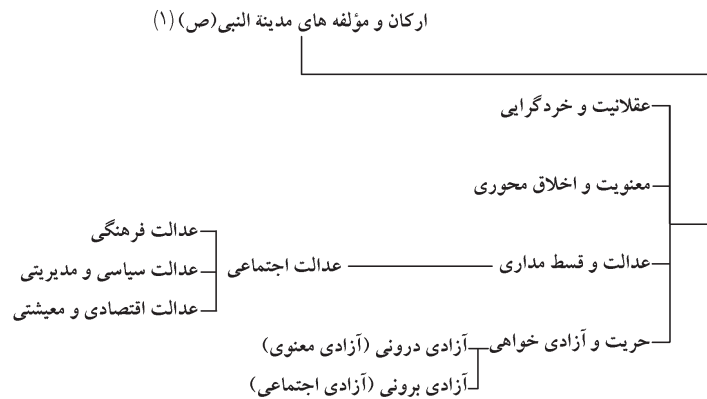 ارکان و مؤلفه های مدینة النبی(ص)(۱)
عقلانیت و خردگرایی
معنویت و اخلاق محوری
عدالت و قسط مداری
عدالت اجتماعی
عدالت فرهنگی
عدالت سیاسی و مدیریتی
عدالت اقتصادی و معیشتی
حریت و آزادی خواهی
آزادی درونی (آزادی معنوی)
آزادی برونی (آزادی اجتماعی)